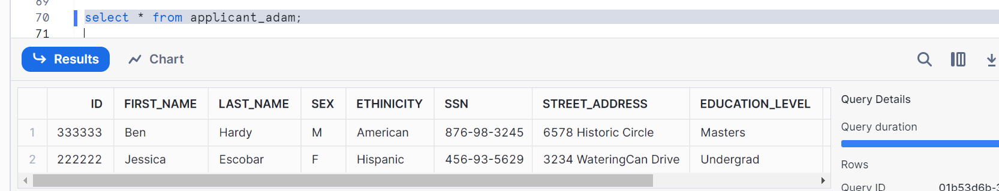 69
70 select * from applicant_adam;
71
Results Chart
ID FIRST_NAME LAST_NAME SEX ETHINICITY SSN STREET_ADDRESS EDUCATION_LEVEL
1 333333 Ben Hardy M American 876-98-3245 6578 Historic Circle Masters
2 222222 Jessica Escobar F Hispanic 456-93-5629 3234 WateringCan Drive Undergrad
Query Details
Query duration
Rows
Query ID 01b53d6b-3